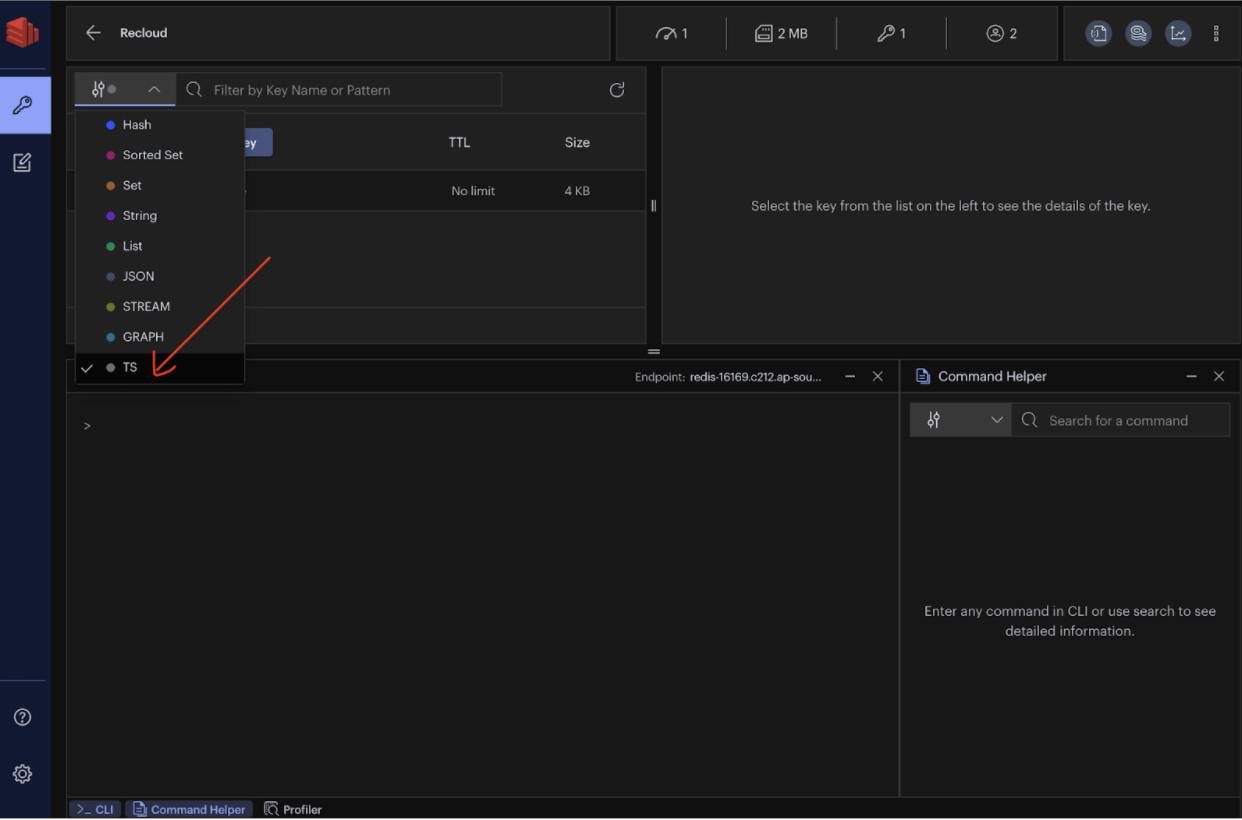 Recloud
1
2 MB
1
2
Filter by Key Name or Pattern
Hash
Sorted Set
Set
String
List
JSON
STREAM
GRAPH
TS
TTL
Size
No limit
4 KB
Select the key from the list on the left to see the details of the key.
Endpoint: redis-16169.c212.ap-sou...
>
Command Helper
Search for a command
Enter any command in CLI or use search to see
detailed information.
>_ CLI
Command Helper
Profiler